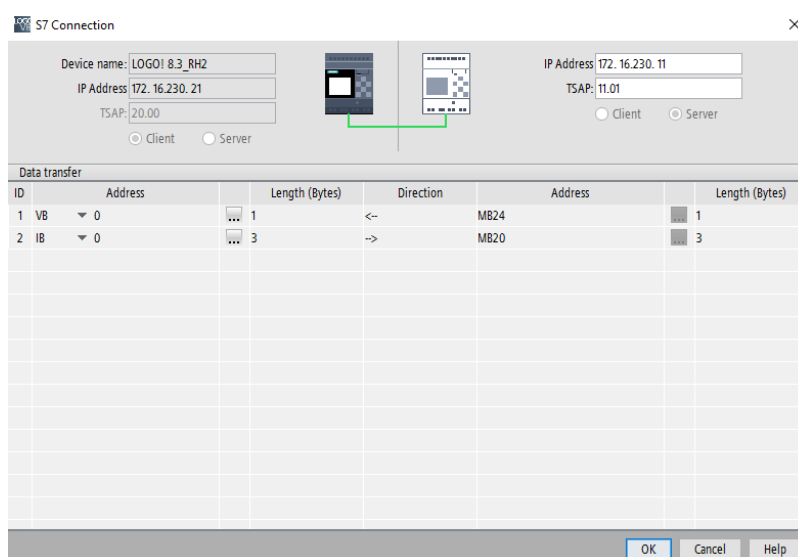 S7 Connection
Device name: LOGO! 8.3_RH2
IP Address 172. 16.230. 21
TSAP: 20.00
Client Server
IP Address 172. 16.230. 11
TSAP: 11.01
Client Server
Data transfer
ID Address Length (Bytes) Direction Address Length (Bytes)
1 VB 0 ... 1 <-- MB24 ... 1
2 IB 0 ... 3 --> MB20 ... 3
OK Cancel Help